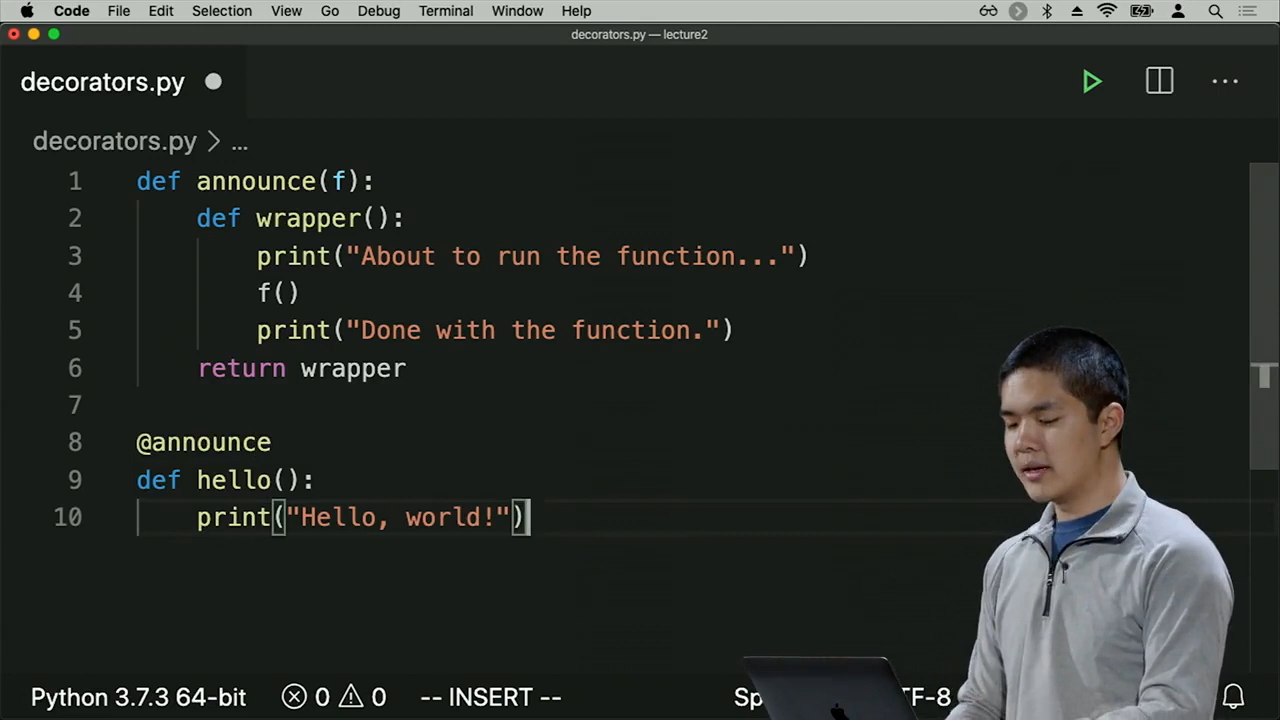 Code File Edit Selection View Go Debug Terminal Window Help
decorators.py — lecture2
decorators.py
decorators.py > ...
1 def announce(f):
2 def wrapper():
3 print("About to run the function...")
4 f()
5 print("Done with the function.")
6 return wrapper
7
8 @announce
9 def hello():
10 print("Hello, world!")
Python 3.7.3 64-bit 0 0 -- INSERT --